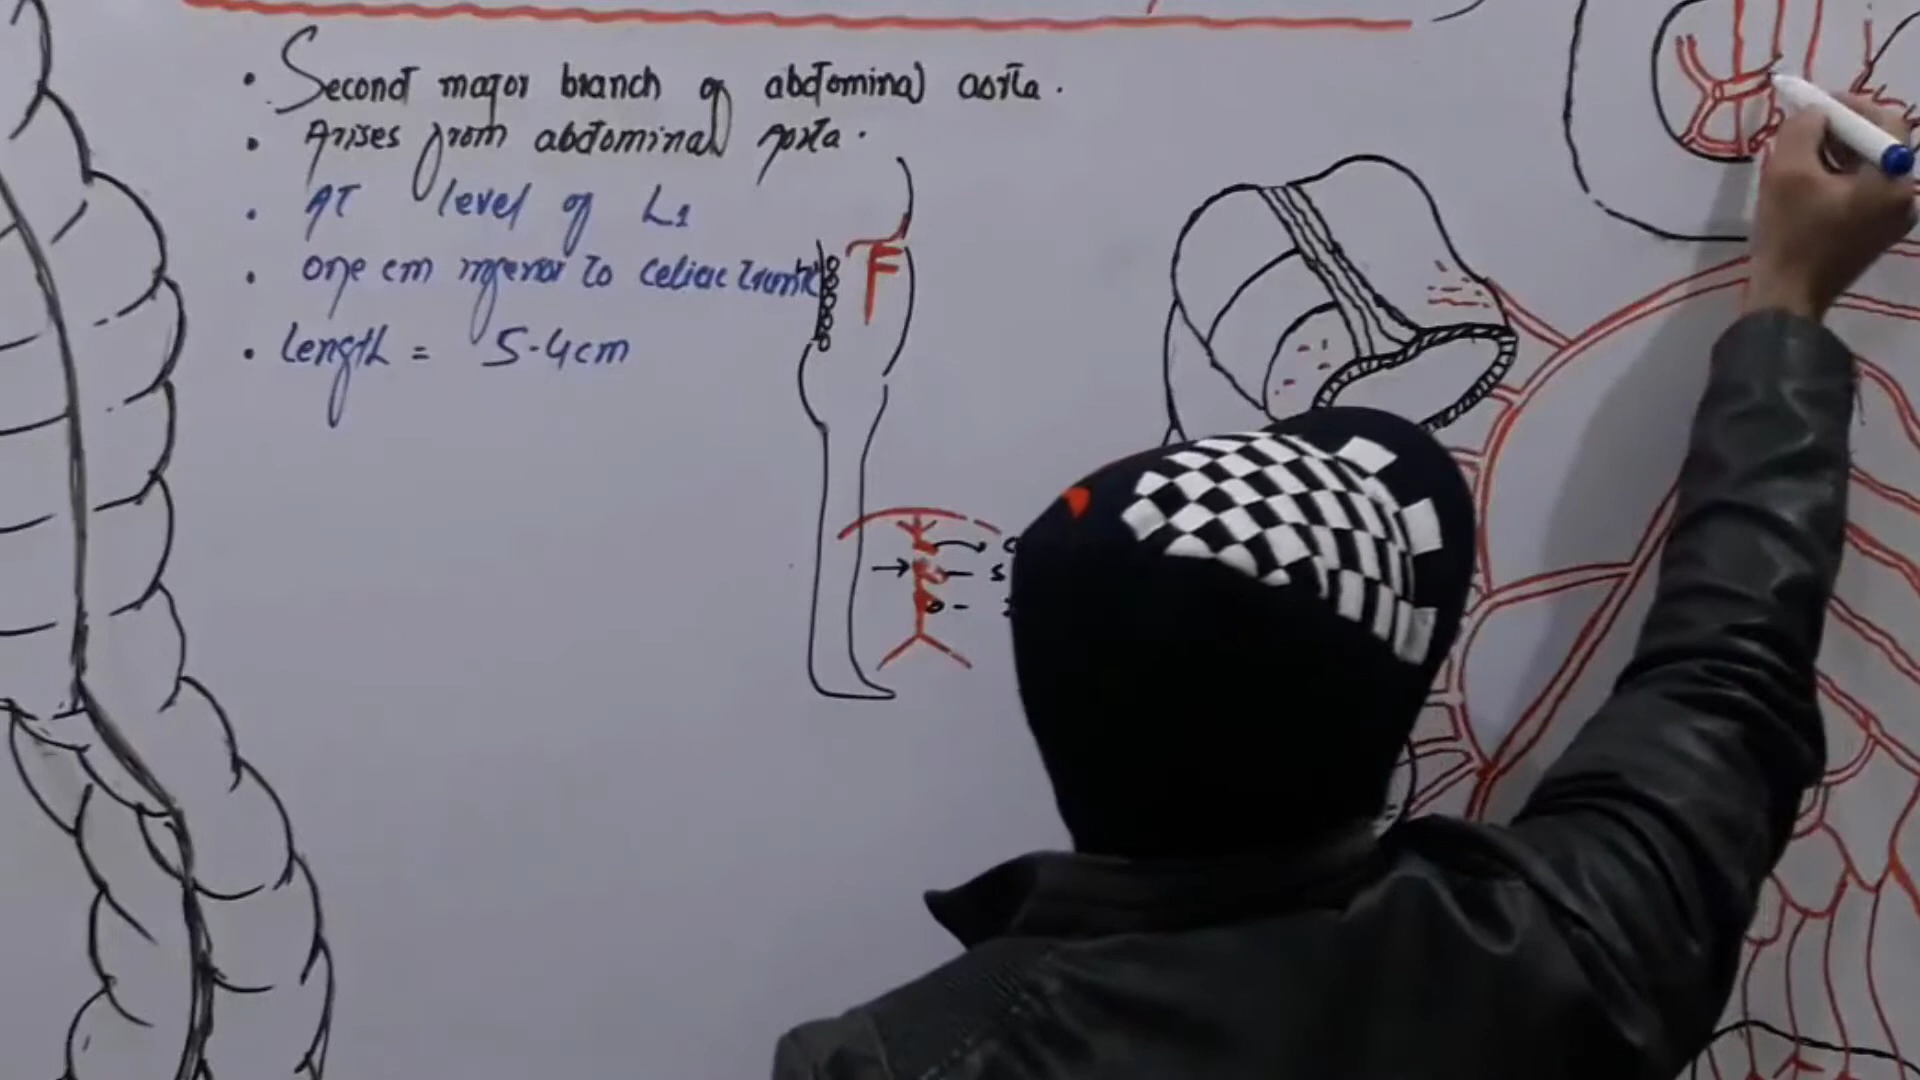 • Second major branch of abdominal aorta.
• Arises from abdominal Aorta.
• AT level of L1
• one cm inferior to celiac trunk
• Length = 5-4cm